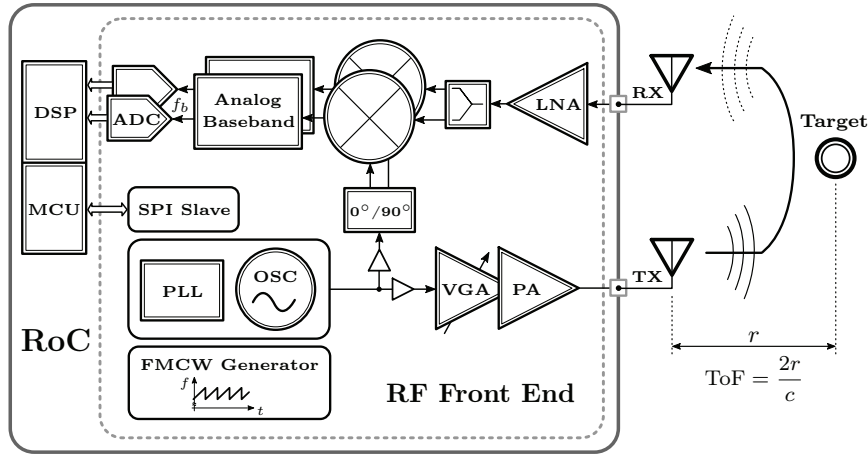 RX
Target
DSP
ADC
f_b
Analog
Baseband
LNA
MCU
SPI Slave
0°/90°
PLL
OSC
VGA
PA
TX
RoC
FMCW Generator
f
t
RF Front End
r
ToF = 2r/c